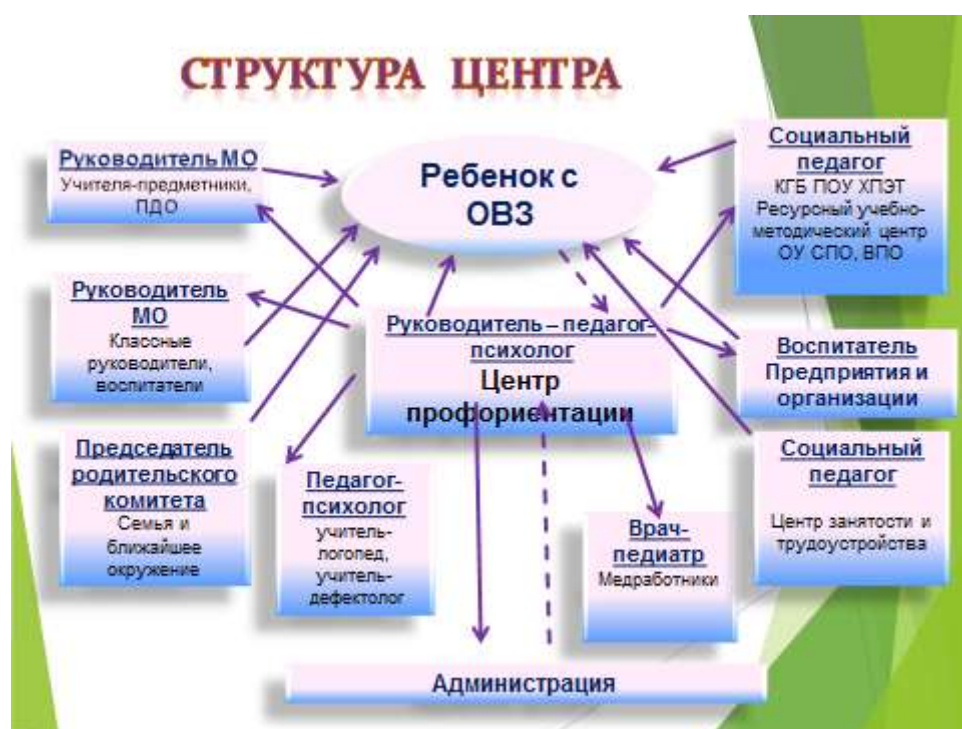 СТРУКТУРА ЦЕНТРА
Руководитель МО
Учителя-предметники,
ПДО
Ребенок с
ОВЗ
Социальный
педагог
КГБ ПОУ ХПЭТ
Ресурсный учебно-
методический центр
ОУ СПО, ВПО
Руководитель
МО
Классные
руководители,
воспитатели
Руководитель – педагог-
психолог
Центр
профориентации
Воспитатель
Предприятия и
организации
Председатель
родительского
комитета
Семья и
ближайшее
окружение
Педагог-
психолог
учитель-
логопед,
учитель-
дефектолог
Врач-
педиатр
Медработники
Социальный
педагог
Центр занятости и
трудоустройства
Администрация